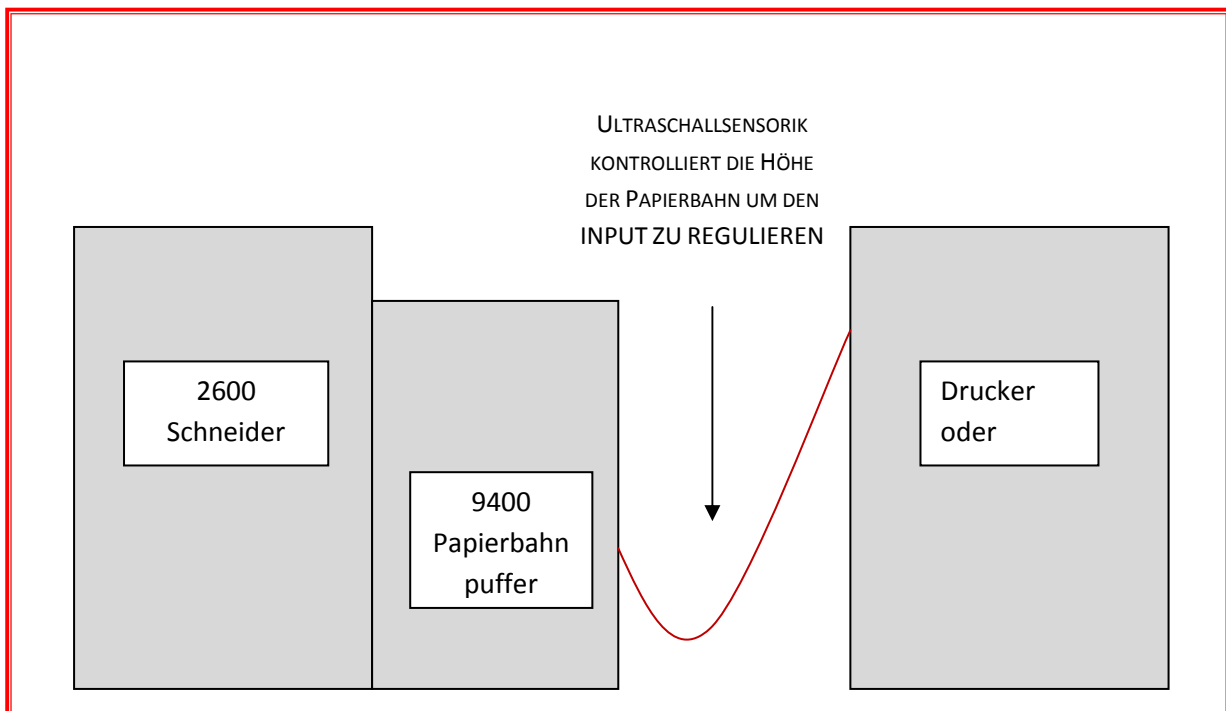 ULTRASCHALLSENSORIK
KONTROLLIERT DIE HÖHE
DER PAPIERBAHN UM DEN
INPUT ZU REGULIEREN
2600
Schneider
9400
Papierbahn
puffer
Drucker
oder